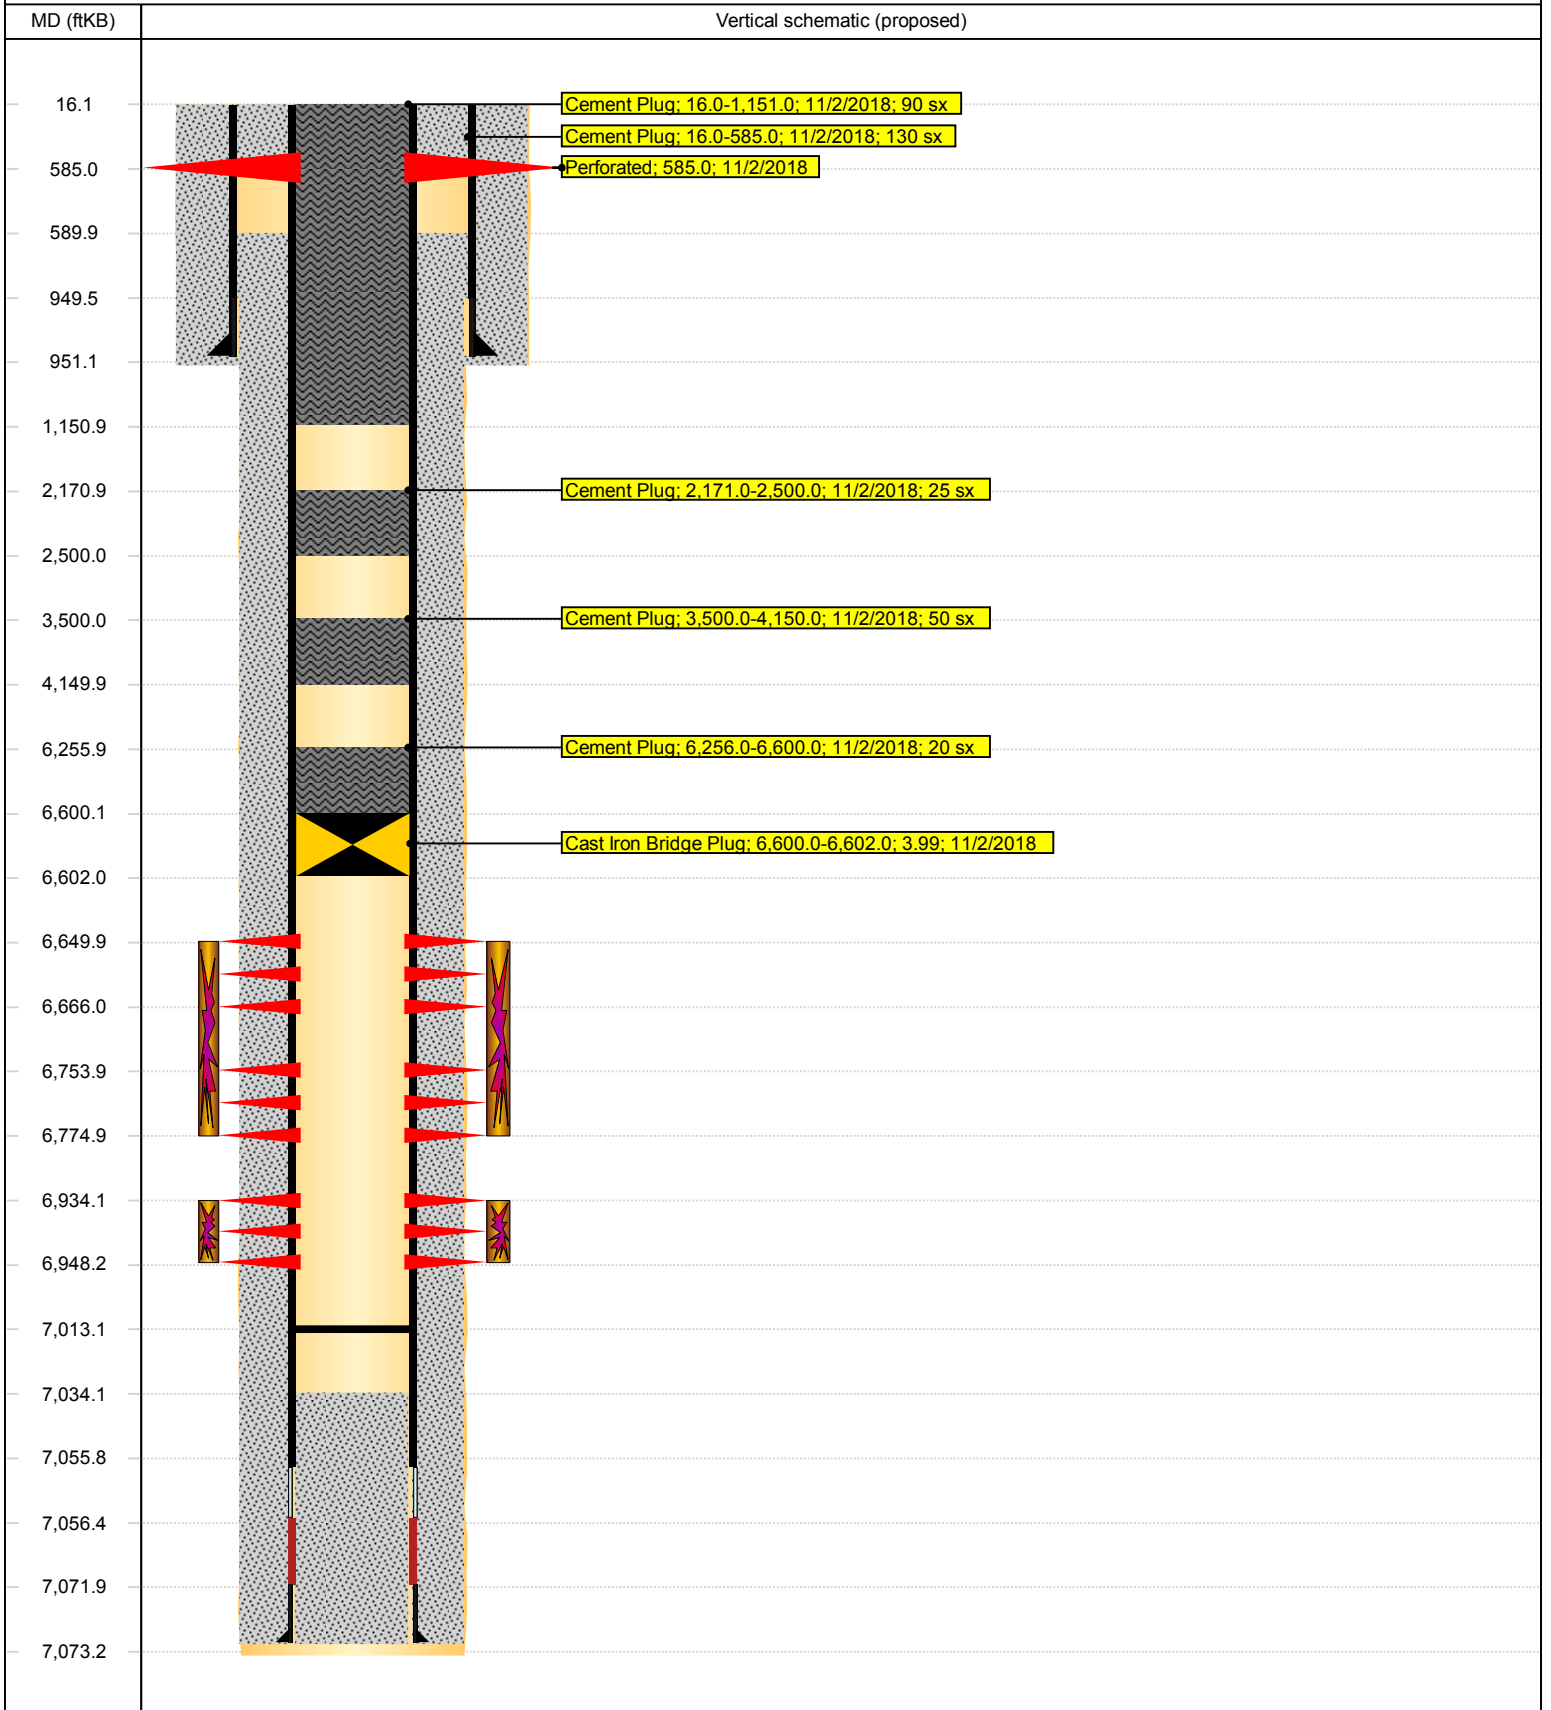 MD (ftKB)
Vertical schematic (proposed)
16.1
Cement Plug; 16.0-1,151.0; 11/2/2018; 90 sx
Cement Plug; 16.0-585.0; 11/2/2018; 130 sx
585.0
Perforated; 585.0; 11/2/2018
589.9
949.5
951.1
1,150.9
2,170.9
Cement Plug; 2,171.0-2,500.0; 11/2/2018; 25 sx
2,500.0
3,500.0
Cement Plug; 3,500.0-4,150.0; 11/2/2018; 50 sx
4,149.9
6,255.9
Cement Plug; 6,256.0-6,600.0; 11/2/2018; 20 sx
6,600.1
Cast Iron Bridge Plug; 6,600.0-6,602.0; 3.99; 11/2/2018
6,602.0
6,649.9
6,666.0
6,753.9
6,774.9
6,934.1
6,948.2
7,013.1
7,034.1
7,055.8
7,056.4
7,071.9
7,073.2